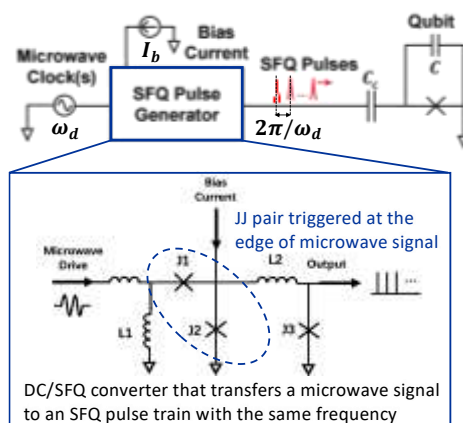 Microwave
Clock(s)
ω_d
I_b
Bias
Current
SFQ Pulse
Generator
SFQ Pulses
2π/ω_d
C_c
Qubit
C
Bias
Current
JJ pair triggered at the
edge of microwave signal
Microwave
Drive
J1
L2
Output
L1
J2
J3
DC/SFQ converter that transfers a microwave signal
to an SFQ pulse train with the same frequency